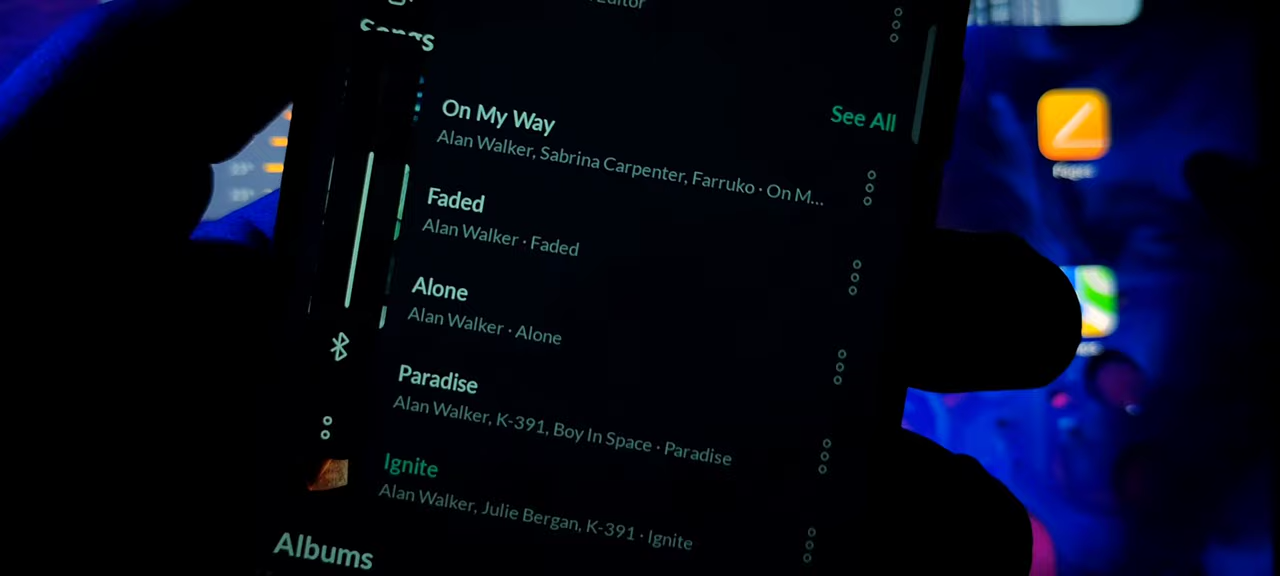 Editor
Songs
See All
On My Way
Alan Walker, Sabrina Carpenter, Farruko · On M...
Faded
Alan Walker · Faded
Alone
Alan Walker · Alone
Paradise
Alan Walker, K-391, Boy In Space · Paradise
Ignite
Alan Walker, Julie Bergan, K-391 · Ignite
Albums